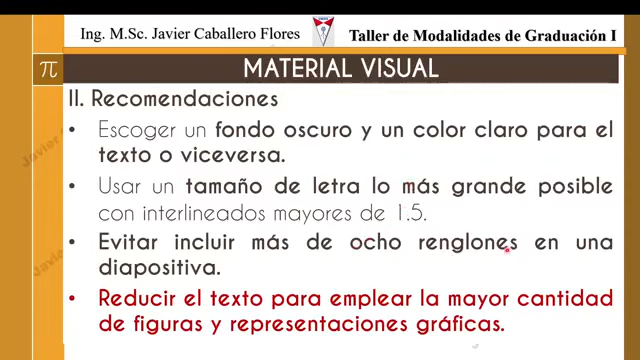 Ing. M.Sc. Javier Caballero Flores
Taller de Modalidades de Graduación I
π MATERIAL VISUAL
II. Recomendaciones
• Escoger un fondo oscuro y un color claro para el
texto o viceversa.
• Usar un tamaño de letra lo más grande posible
con interlineados mayores de 1.5.
• Evitar incluir más de ocho renglones en una
diapositiva.
• Reducir el texto para emplear la mayor cantidad
de figuras y representaciones gráficas.